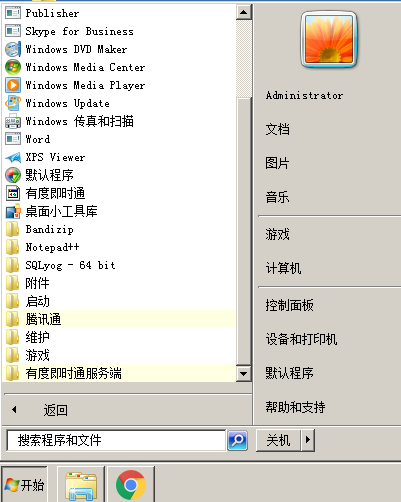 Publisher
Skype for Business
Windows DVD Maker
Windows Media Center
Windows Media Player
Windows Update
Windows 传真和扫描
Word
XPS Viewer
默认程序
有度即时通
桌面小工具库
Bandizip
Notepad++
SQLyog - 64 bit
附件
启动
腾讯通
维护
游戏
有度即时通服务端
返回
搜索程序和文件
Administrator
文档
图片
音乐
游戏
计算机
控制面板
设备和打印机
默认程序
帮助和支持
关机
开始